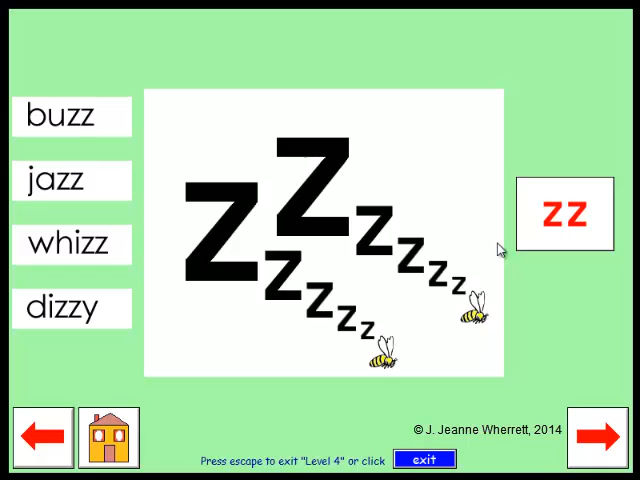 buzz
jazz
whizz
dizzy
Z z z z z
Z z z z z
zz
© J. Jeanne Wherrett, 2014
Press escape to exit "Level 4" or click exit